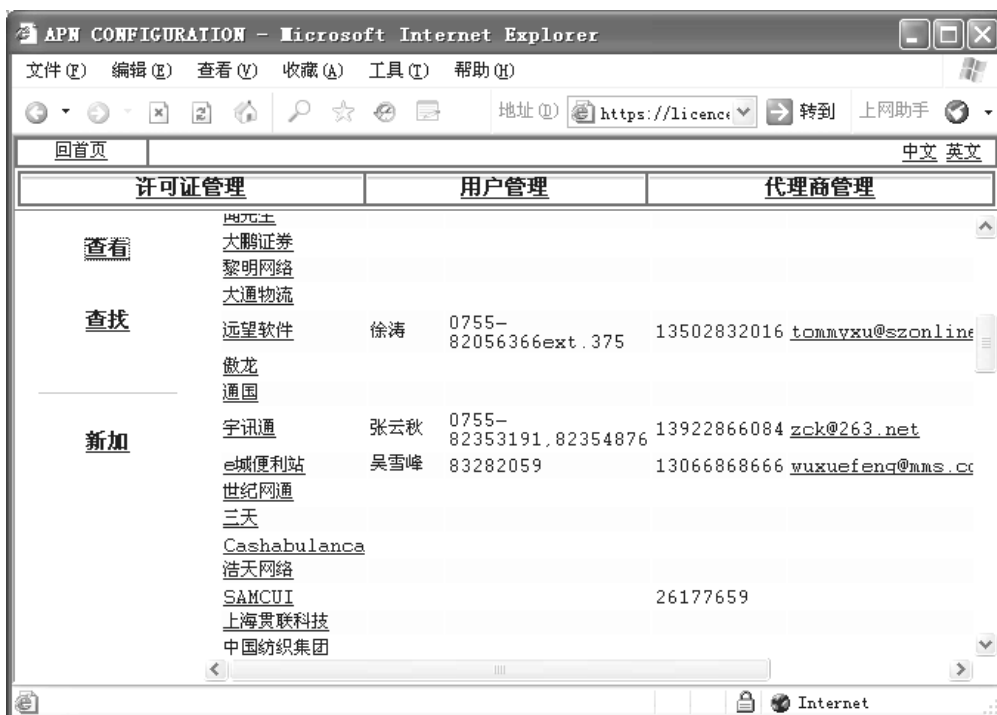 APN CONFIGURATION - Microsoft Internet Explorer
文件(F) 编辑(E) 查看(V) 收藏(A) 工具(T) 帮助(H)
地址(D) https://licence 转到 上网助手
回首页 中文 英文
许可证管理 用户管理 代理商管理
查看
查找
新加
大鹏证券
黎明网络
大通物流
远望软件 徐涛 0755-82056366ext.375 13502832016 tommyxu@szonline
傲龙
通国
宇讯通 张云秋 0755-82353191,82354876 13922866084 zck@263.net
e城便利站 吴雪峰 83282059 13066868666 wuxuefeng@mms.cc
世纪网通
三天
Cashabulanca
浩天网络
SAMCUI 26177659
上海贯联科技
中国纺织集团
Internet